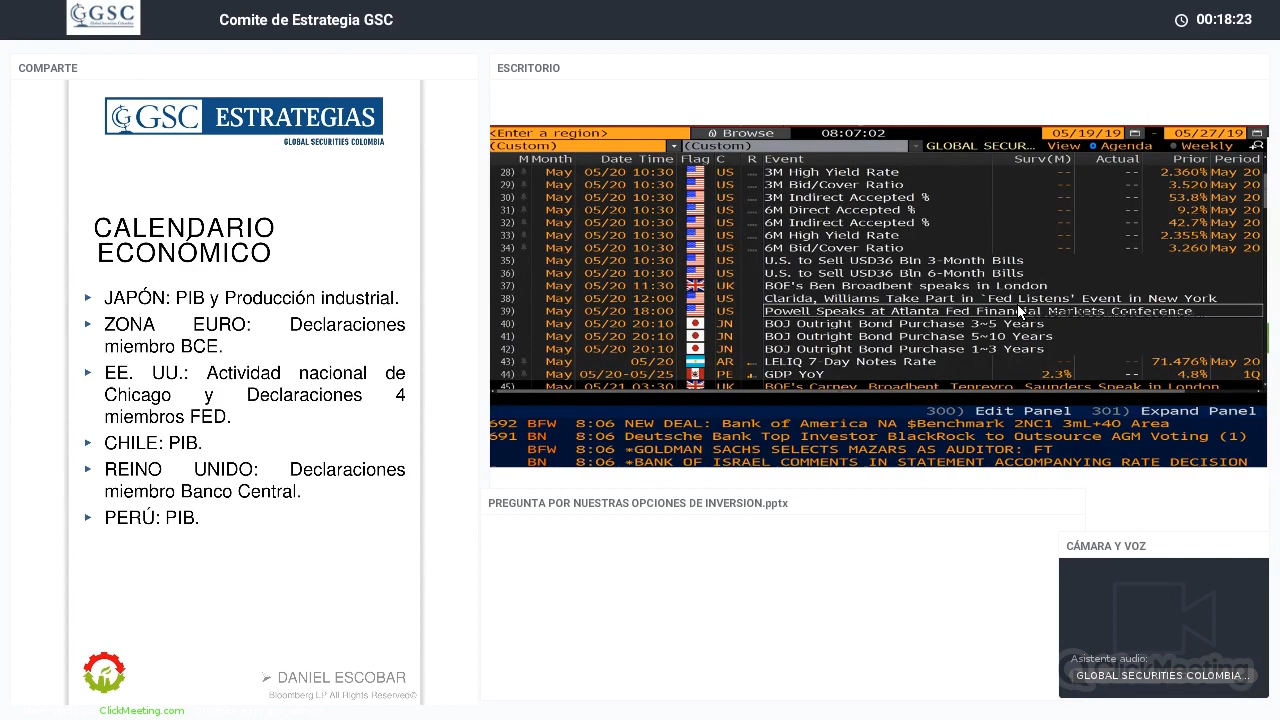 GSC
Global Securities Colombia
Comite de Estrategia GSC
00:18:23
COMPARTE
GSC ESTRATEGIAS
GLOBAL SECURITIES COLOMBIA
CALENDARIO
ECONÓMICO
JAPÓN: PIB y Producción industrial.
ZONA EURO: Declaraciones
miembro BCE.
EE. UU.: Actividad nacional de
Chicago y Declaraciones 4
miembros FED.
CHILE: PIB.
REINO UNIDO: Declaraciones
miembro Banco Central.
PERÚ: PIB.
DANIEL ESCOBAR
Bloomberg LP All Rights Reserved©
ClickMeeting.com
ESCRITORIO
<Enter a region> Browse 08:07:02 05/19/19 - 05/27/19
(Custom) (Custom) GLOBAL SECUR... View Agenda Weekly
M Month Date Time Flag C R Event Surv(M) Actual Prior Period
28) May 05/20 10:30 US 3M High Yield Rate -- -- 2.360% May 20
29) May 05/20 10:30 US 3M Bid/Cover Ratio -- -- 3.520 May 20
30) May 05/20 10:30 US 3M Indirect Accepted % -- -- 53.8% May 20
31) May 05/20 10:30 US 6M Direct Accepted % -- -- 9.2% May 20
32) May 05/20 10:30 US 6M Indirect Accepted % -- -- 42.7% May 20
33) May 05/20 10:30 US 6M High Yield Rate -- -- 2.355% May 20
34) May 05/20 10:30 US 6M Bid/Cover Ratio -- -- 3.260 May 20
35) May 05/20 10:30 US U.S. to Sell USD36 Bln 3-Month Bills
36) May 05/20 10:30 US U.S. to Sell USD36 Bln 6-Month Bills
37) May 05/20 11:30 UK BOE's Ben Broadbent speaks in London
38) May 05/20 12:00 US Clarida, Williams Take Part in `Fed Listens' Event in New York
39) May 05/20 18:00 US Powell Speaks at Atlanta Fed Financial Markets Conference
40) May 05/20 20:10 JN BOJ Outright Bond Purchase 3~5 Years
41) May 05/20 20:10 JN BOJ Outright Bond Purchase 5~10 Years
42) May 05/20 20:10 JN BOJ Outright Bond Purchase 1~3 Years
43) May 05/20 AR LELIQ 7-Day Notes Rate -- -- 71.476% May 20
44) May 05/20-05/25 PE GDP YoY 2.3% -- 4.8% 1Q
45) May 05/21 03:30 UK BOE's Carney, Broadbent, Tenreyro, Saunders Speak in London
300) Edit Panel 301) Expand Panel
692 BFW 8:06 NEW DEAL: Bank of America NA $Benchmark 2NC1 3mL+40 Area
691 BN 8:06 Deutsche Bank Top Investor BlackRock to Outsource AGM Voting (1)
BFW 8:06 *GOLDMAN SACHS SELECTS MAZARS AS AUDITOR: FT
BN 8:06 *BANK OF ISRAEL COMMENTS IN STATEMENT ACCOMPANYING RATE DECISION
PREGUNTA POR NUESTRAS OPCIONES DE INVERSION.pptx
CÁMARA Y VOZ
ClickMeeting
Asistente audio:
GLOBAL SECURITIES COLOMBIA...